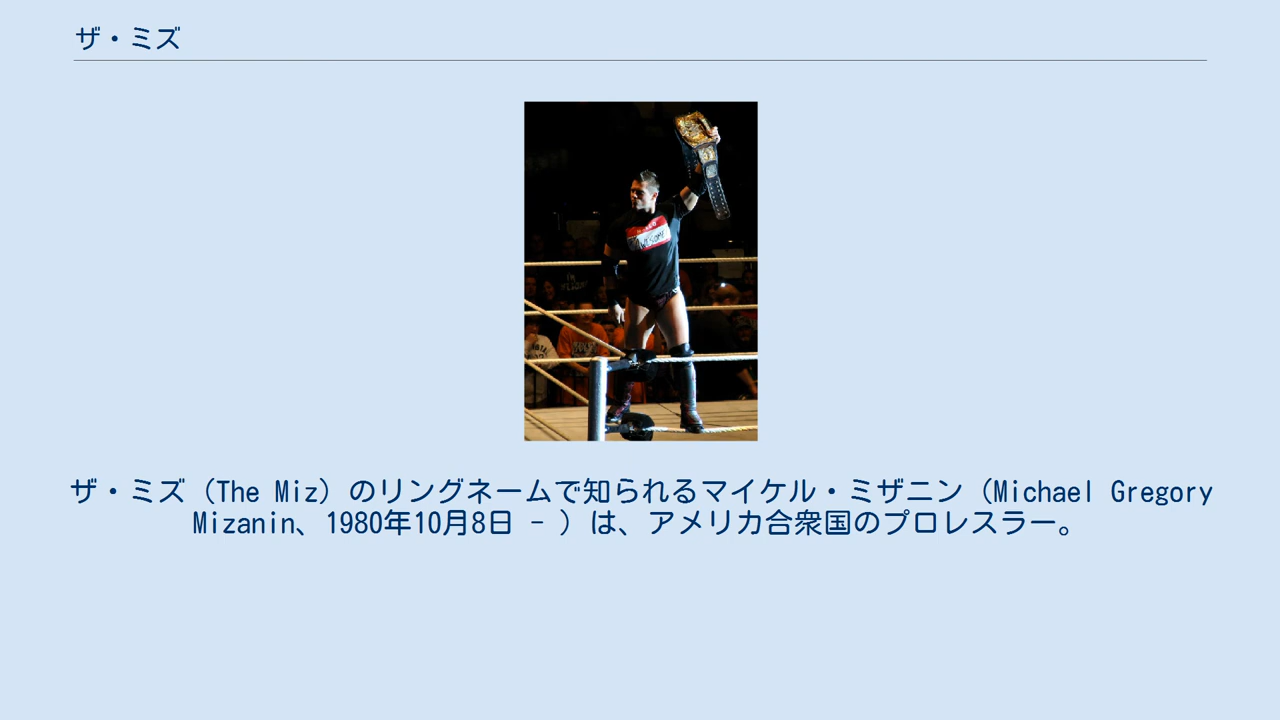 ザ・ミズ
ザ・ミズ（The Miz）のリングネームで知られるマイケル・ミザニン（Michael Gregory
Mizanin、1980年10月8日 - ）は、アメリカ合衆国のプロレスラー。